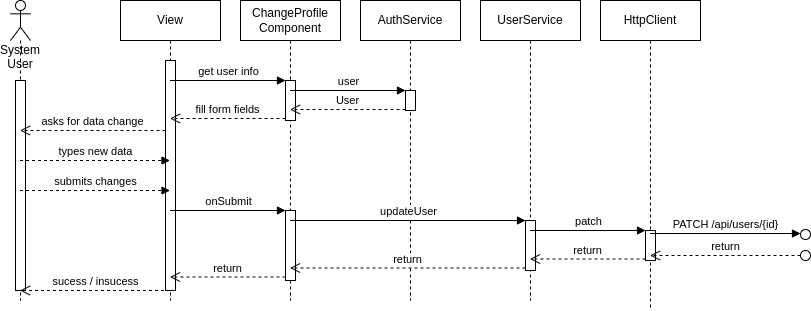 System
User
View
ChangeProfile
Component
AuthService
UserService
HttpClient
get user info
user
User
fill form fields
asks for data change
types new data
submits changes
onSubmit
updateUser
patch
PATCH /api/users/{id}
return
return
return
return
sucess / insucess